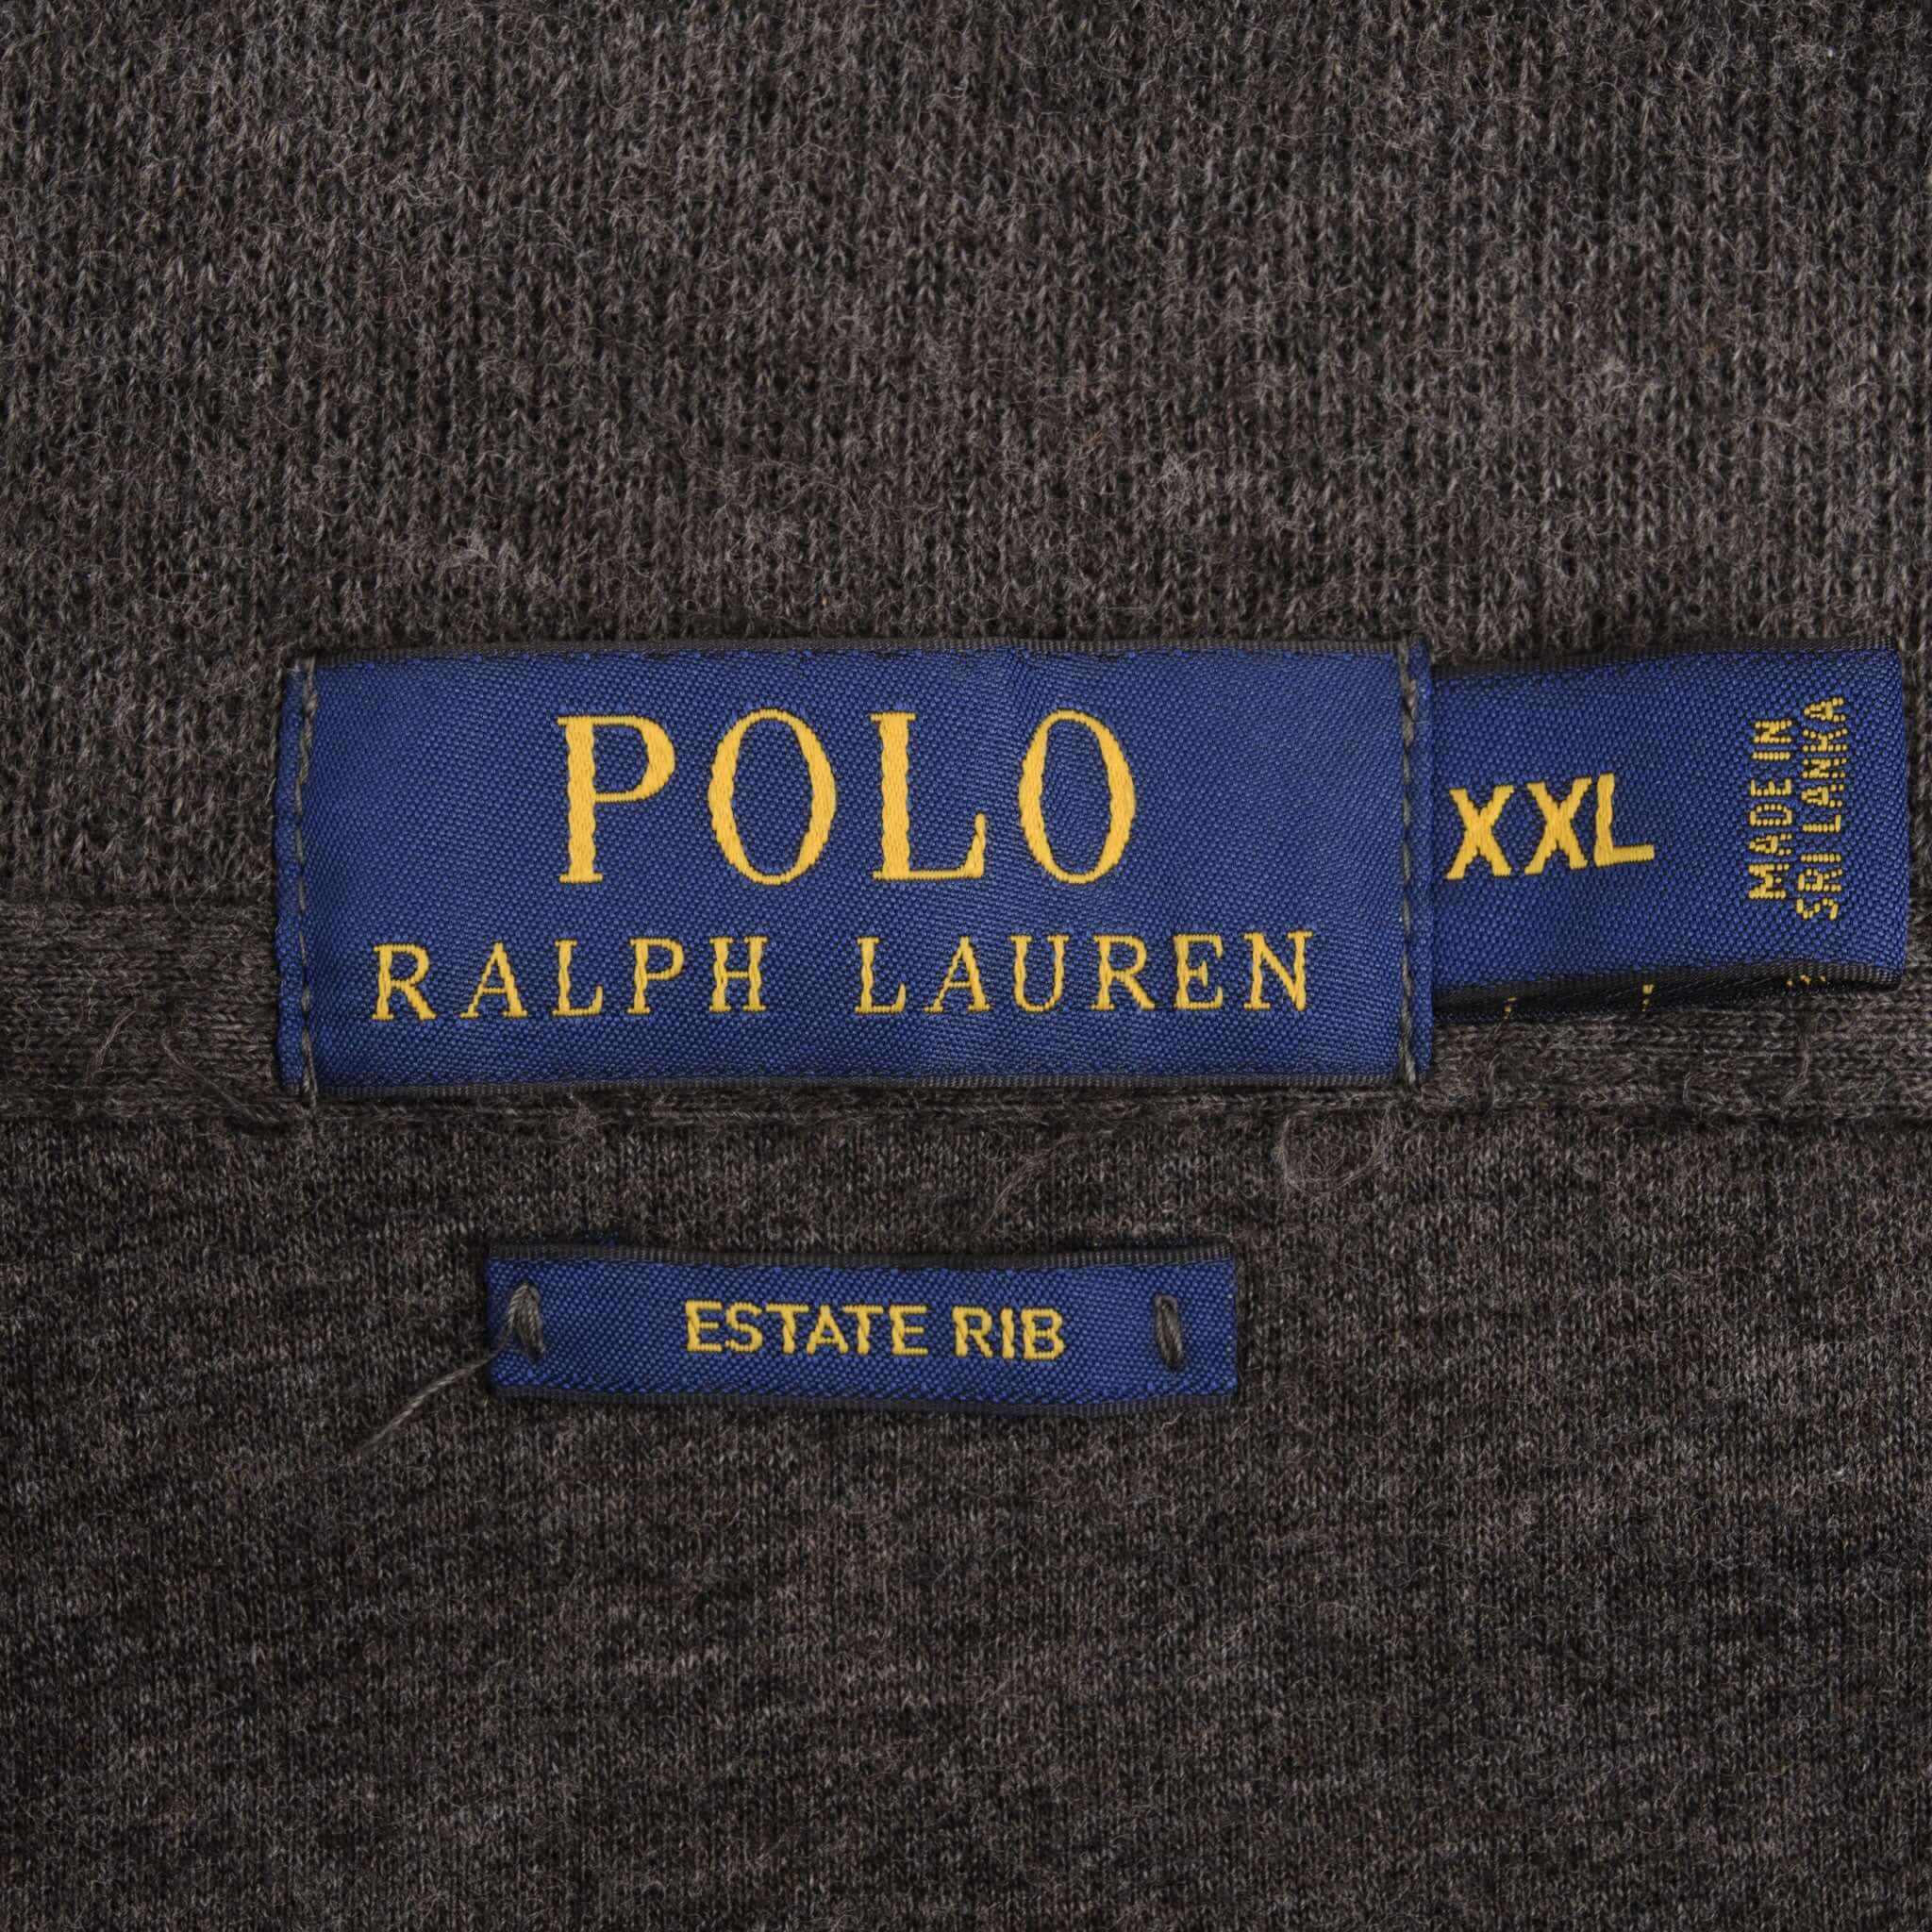 POLO
RALPH LAUREN
XXL
MADE IN
SRI LANKA
ESTATE RIB